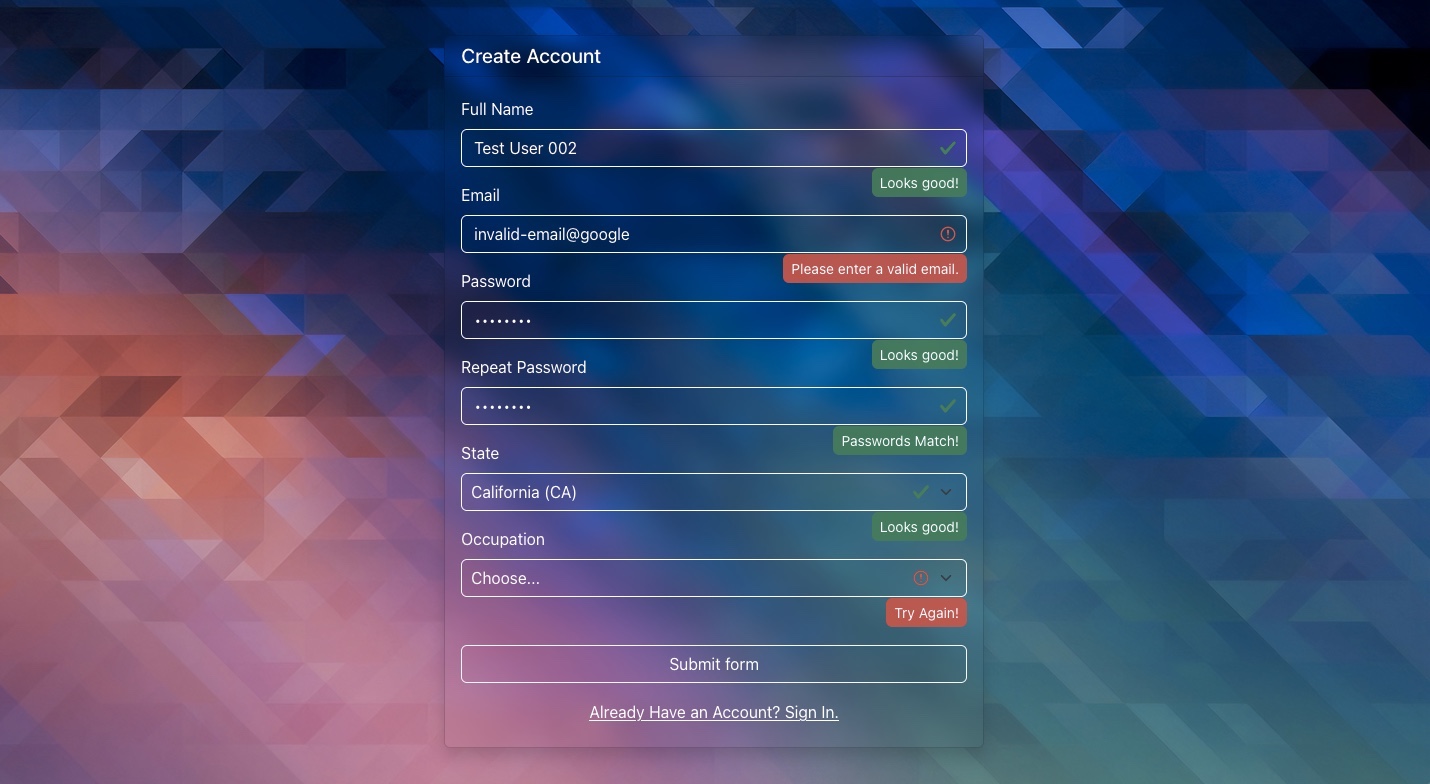 Create Account
Full Name
Test User 002
Looks good!
Email
invalid-email@google
Please enter a valid email.
Password
••••••••
Looks good!
Repeat Password
••••••••
Passwords Match!
State
California (CA)
Looks good!
Occupation
Choose...
Try Again!
Submit form
Already Have an Account? Sign In.